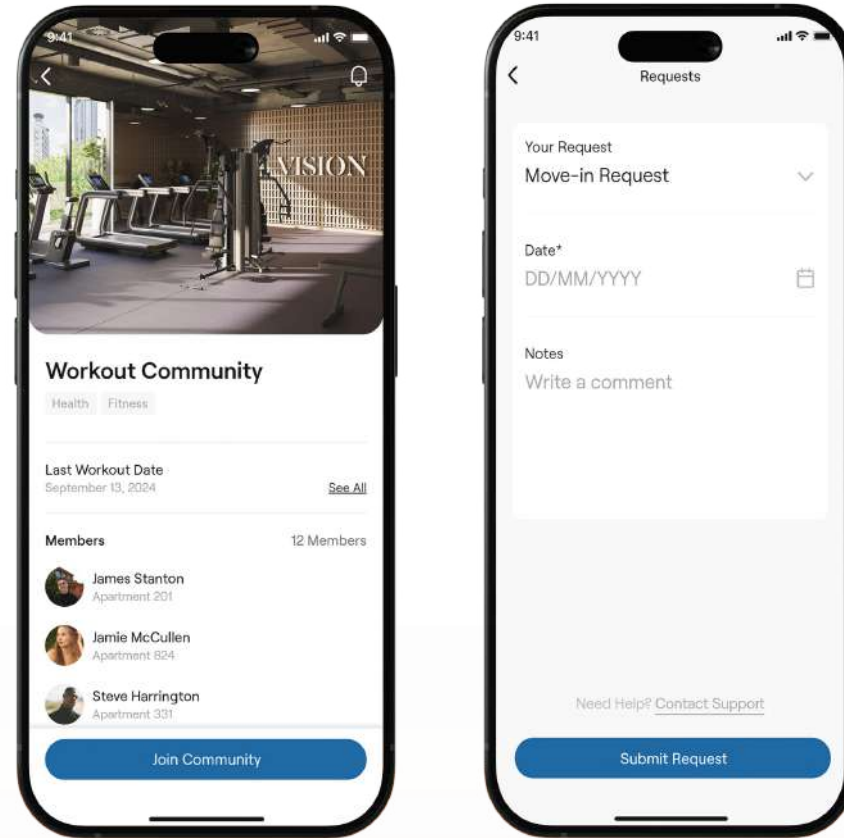 9:41
VISION
Workout Community
Health Fitness
Last Workout Date
September 13, 2024 See All
Members 12 Members
James Stanton
Apartment 201
Jamie McCullen
Apartment 824
Steve Harrington
Apartment 331
Join Community
9:41
Requests
Your Request
Move-in Request
Date*
DD/MM/YYYY
Notes
Write a comment
Need Help? Contact Support
Submit Request